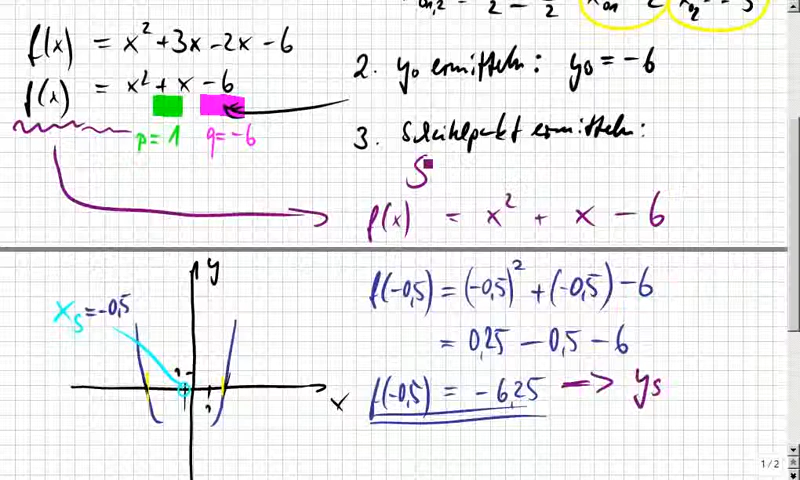 f(x) = x² + 3x - 2x - 6
f(x) = x² + x - 6
p = 1 q = -6
2. y₀ ermitteln: y₀ = -6
3. Scheitelpunkt ermitteln:
S
f(x) = x² + x - 6
f(-0,5) = (-0,5)² + (-0,5) - 6
= 0,25 - 0,5 - 6
f(-0,5) = -6,25 => ys
y
xs = -0,5
1
1
x
1 / 2